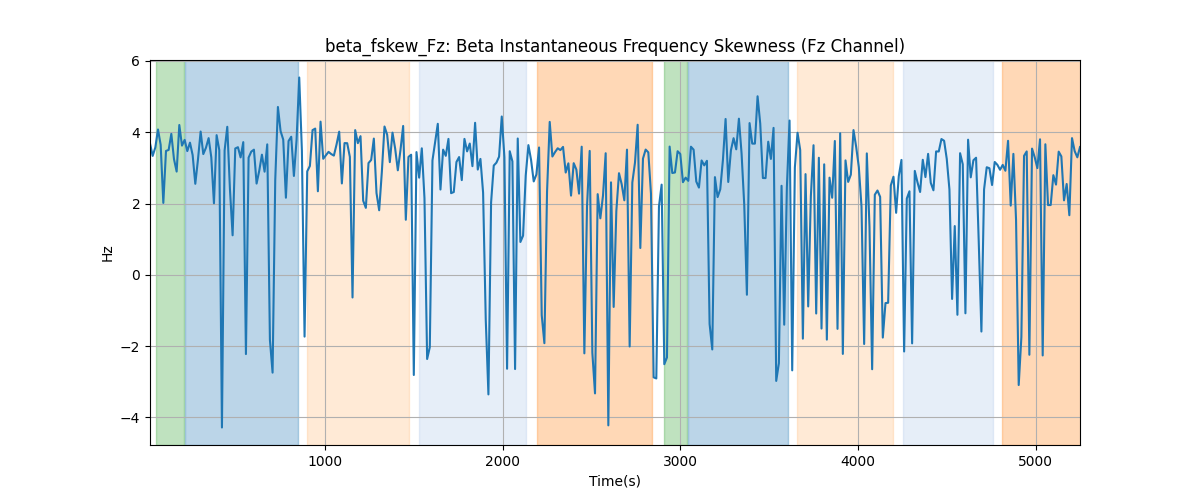 beta_fskew_Fz: Beta Instantaneous Frequency Skewness (Fz Channel)
6
4
2
0
−2
−4
Hz
1000 2000 3000 4000 5000
Time(s)